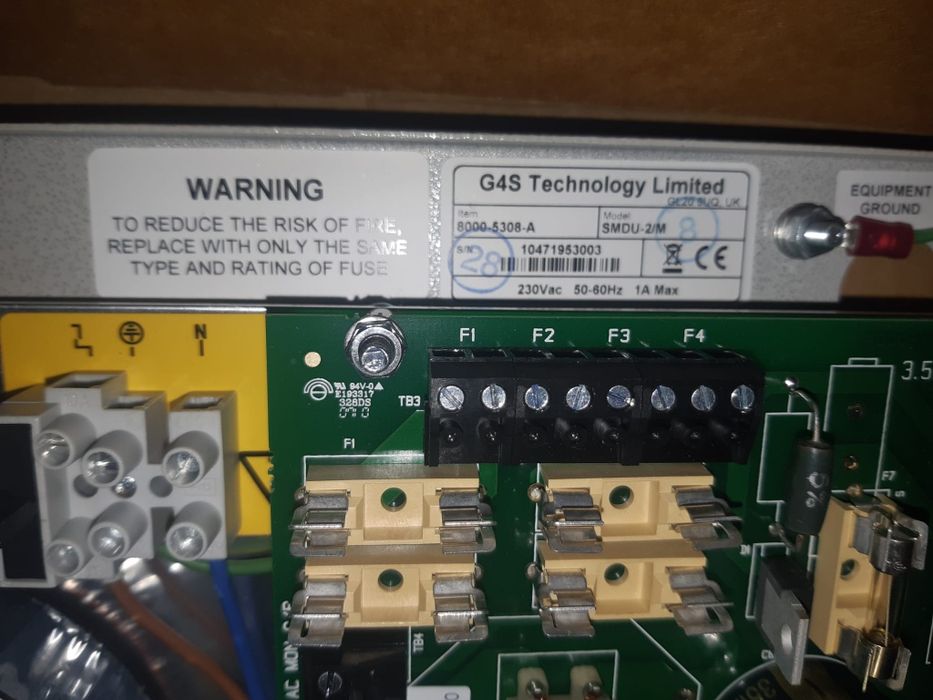 WARNING
TO REDUCE THE RISK OF FIRE,
REPLACE WITH ONLY THE SAME
TYPE AND RATING OF FUSE
G4S Technology Limited
GL20 8UQ, UK
Item
8000-5308-A
Model
SMDU-2/M
8
S/N
10471953003
28
CE
230Vac 50-60Hz 1A Max
EQUIPMENT
GROUND
N
F1 F2 F3 F4
94V-0
E193317
328DS
TB3
F1
3.5
F7
TB4